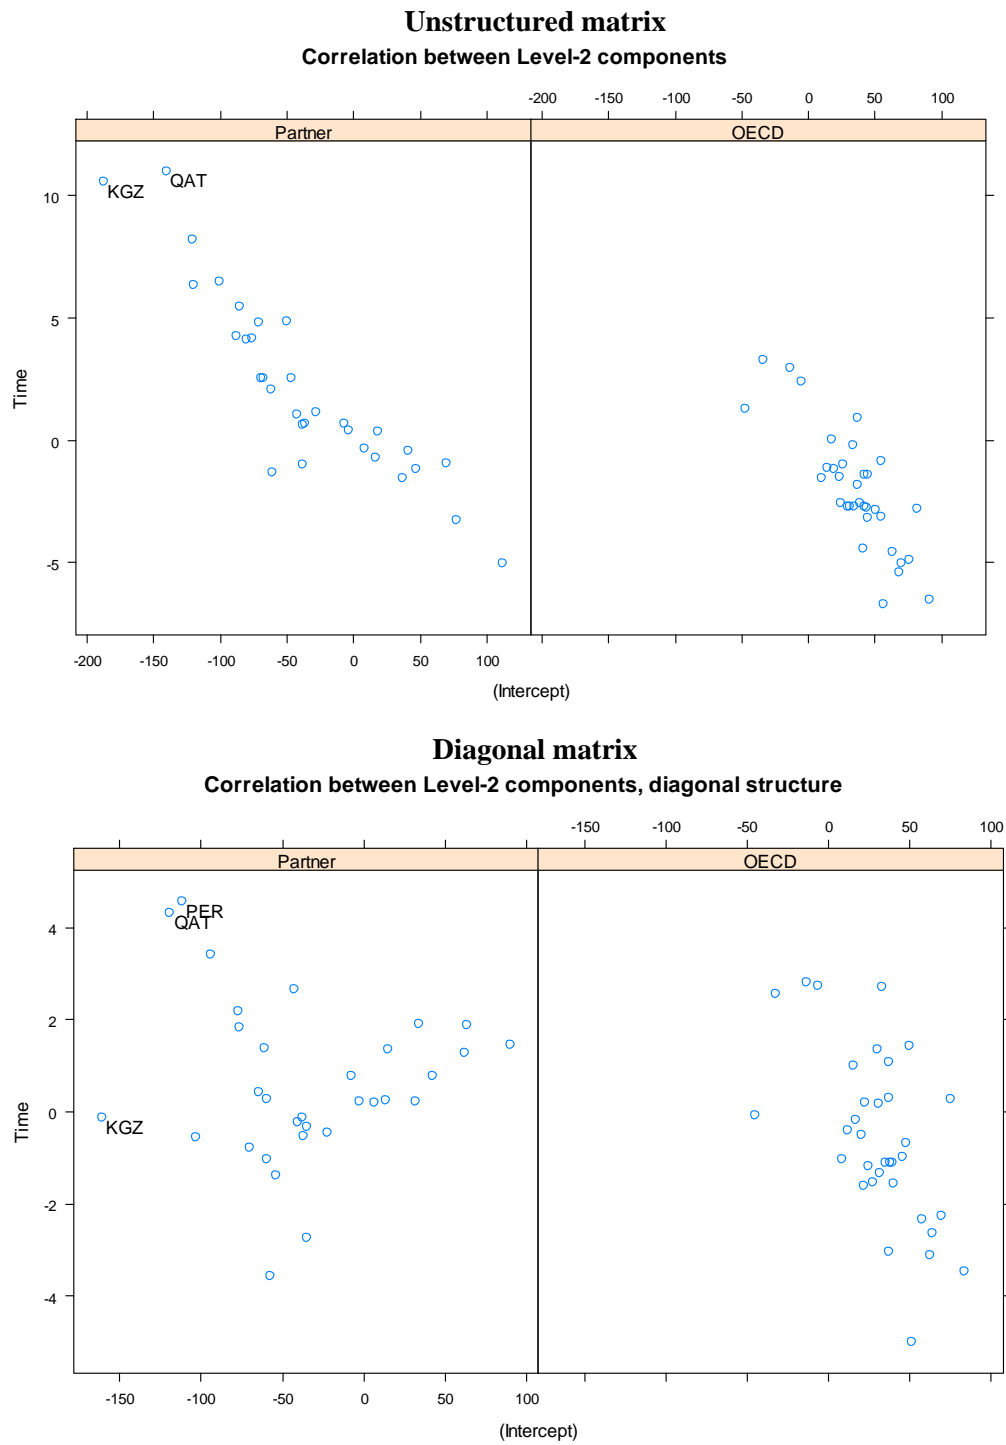 Unstructured matrix
Correlation between Level-2 components
-200 -150 -100 -50 0 50 100
Partner OECD
QAT
KGZ
10
5
0
-5
Time
-200 -150 -100 -50 0 50 100
(Intercept)
Diagonal matrix
Correlation between Level-2 components, diagonal structure
-150 -100 -50 0 50 100
Partner OECD
PER
QAT
KGZ
4
2
0
-2
-4
Time
-150 -100 -50 0 50 100
(Intercept)